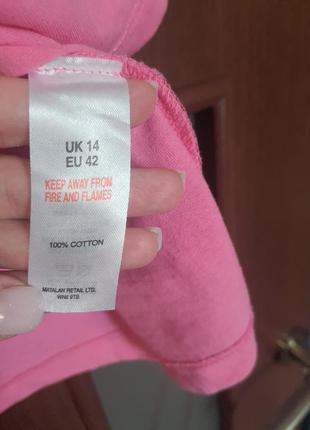 UK 14
EU 42
KEEP AWAY FROM
FIRE AND FLAMES
100% COTTON
MATALAN RETAIL LTD.
WN8 9TB